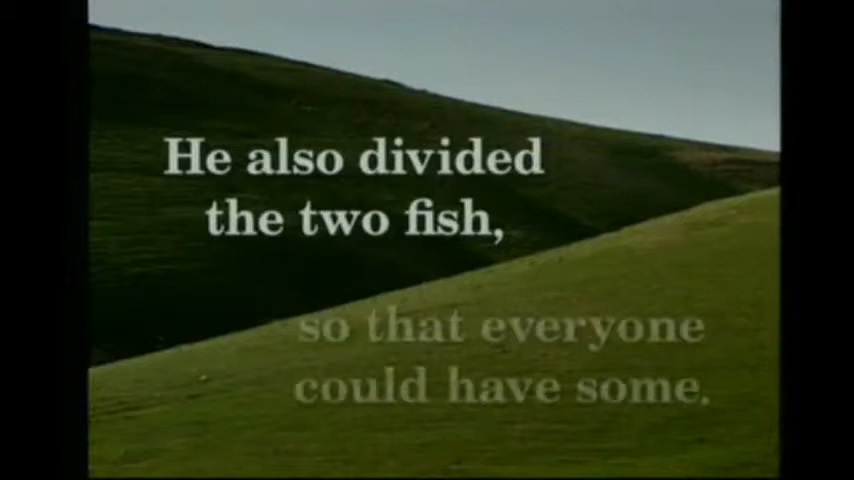 He also divided
the two fish,
so that everyone
could have some.